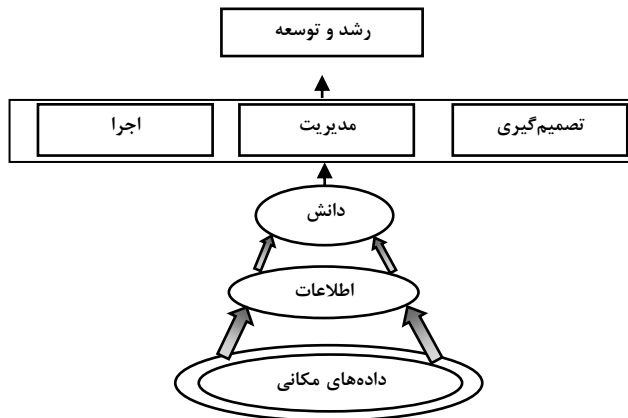 رشد و توسعه
تصمیم‌گیری
مدیریت
اجرا
دانش
اطلاعات
داده‌های مکانی